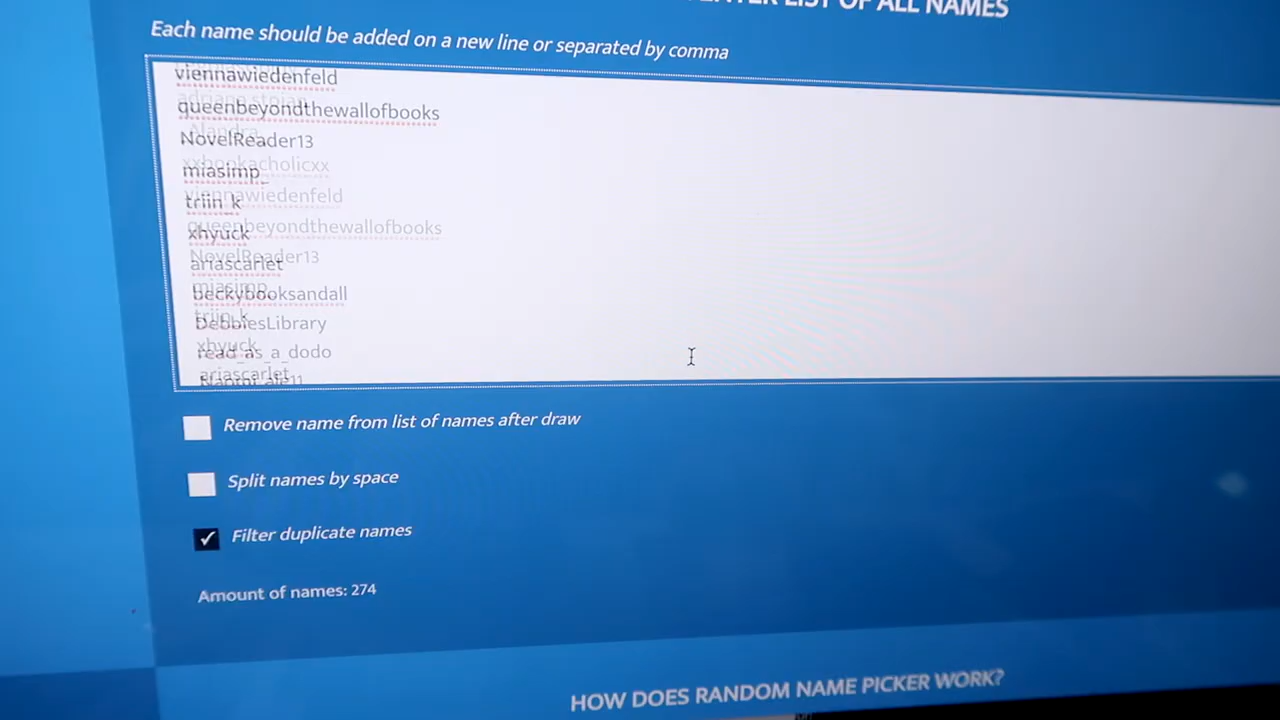 ENTER LIST OF ALL NAMES
Each name should be added on a new line or separated by comma
viennawiedenfeld
queenbeyondthewallofbooks
NovelReader13
miasimp_
triin_k
xhyuck
ariascarlet
beckybooksandall
DebbiesLibrary
read_as_a_dodo
Remove name from list of names after draw
Split names by space
Filter duplicate names
Amount of names: 274
HOW DOES RANDOM NAME PICKER WORK?